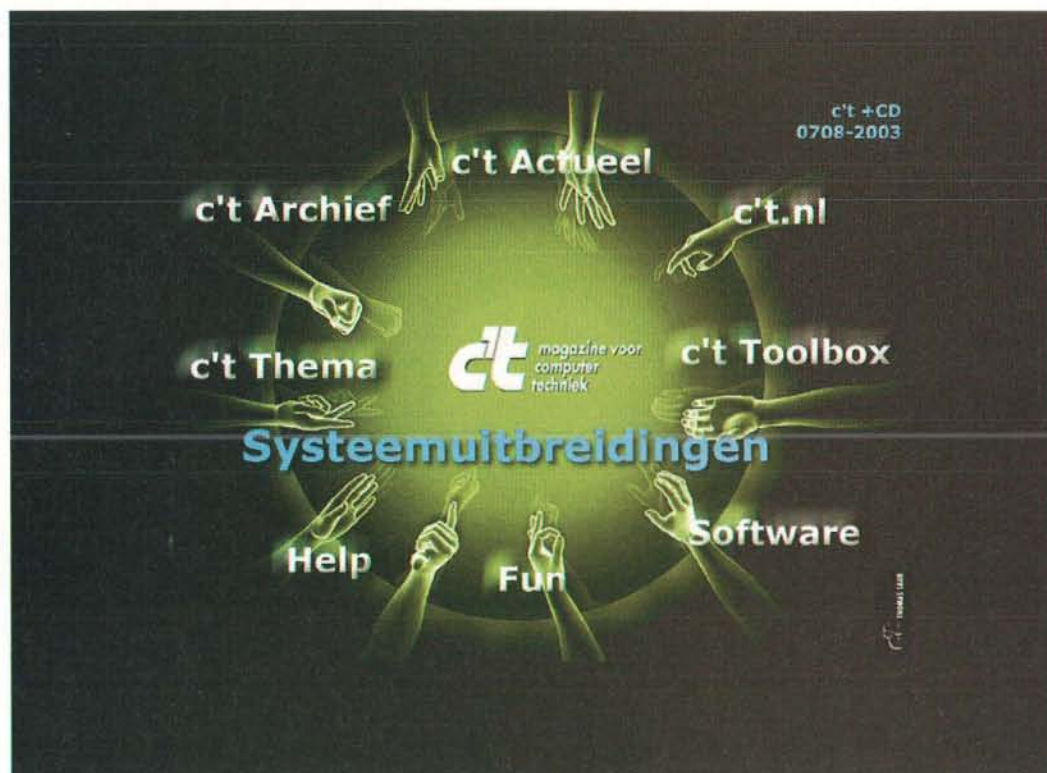 c't +CD
0708-2003
c't Actueel
c't Archief
c't.nl
c't magazine voor
computer
techniek
c't Thema
c't Toolbox
Systeemuitbreidingen
Software
Help
Fun